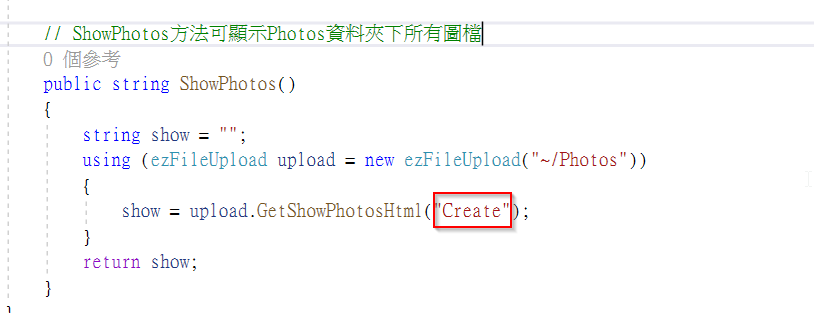 // ShowPhotos方法可顯示Photos資料夾下所有圖檔
0 個參考
public string ShowPhotos()
{
string show = "";
using (ezFileUpload upload = new ezFileUpload("~/Photos"))
{
show = upload.GetShowPhotosHtml("Create");
}
return show;
}
}